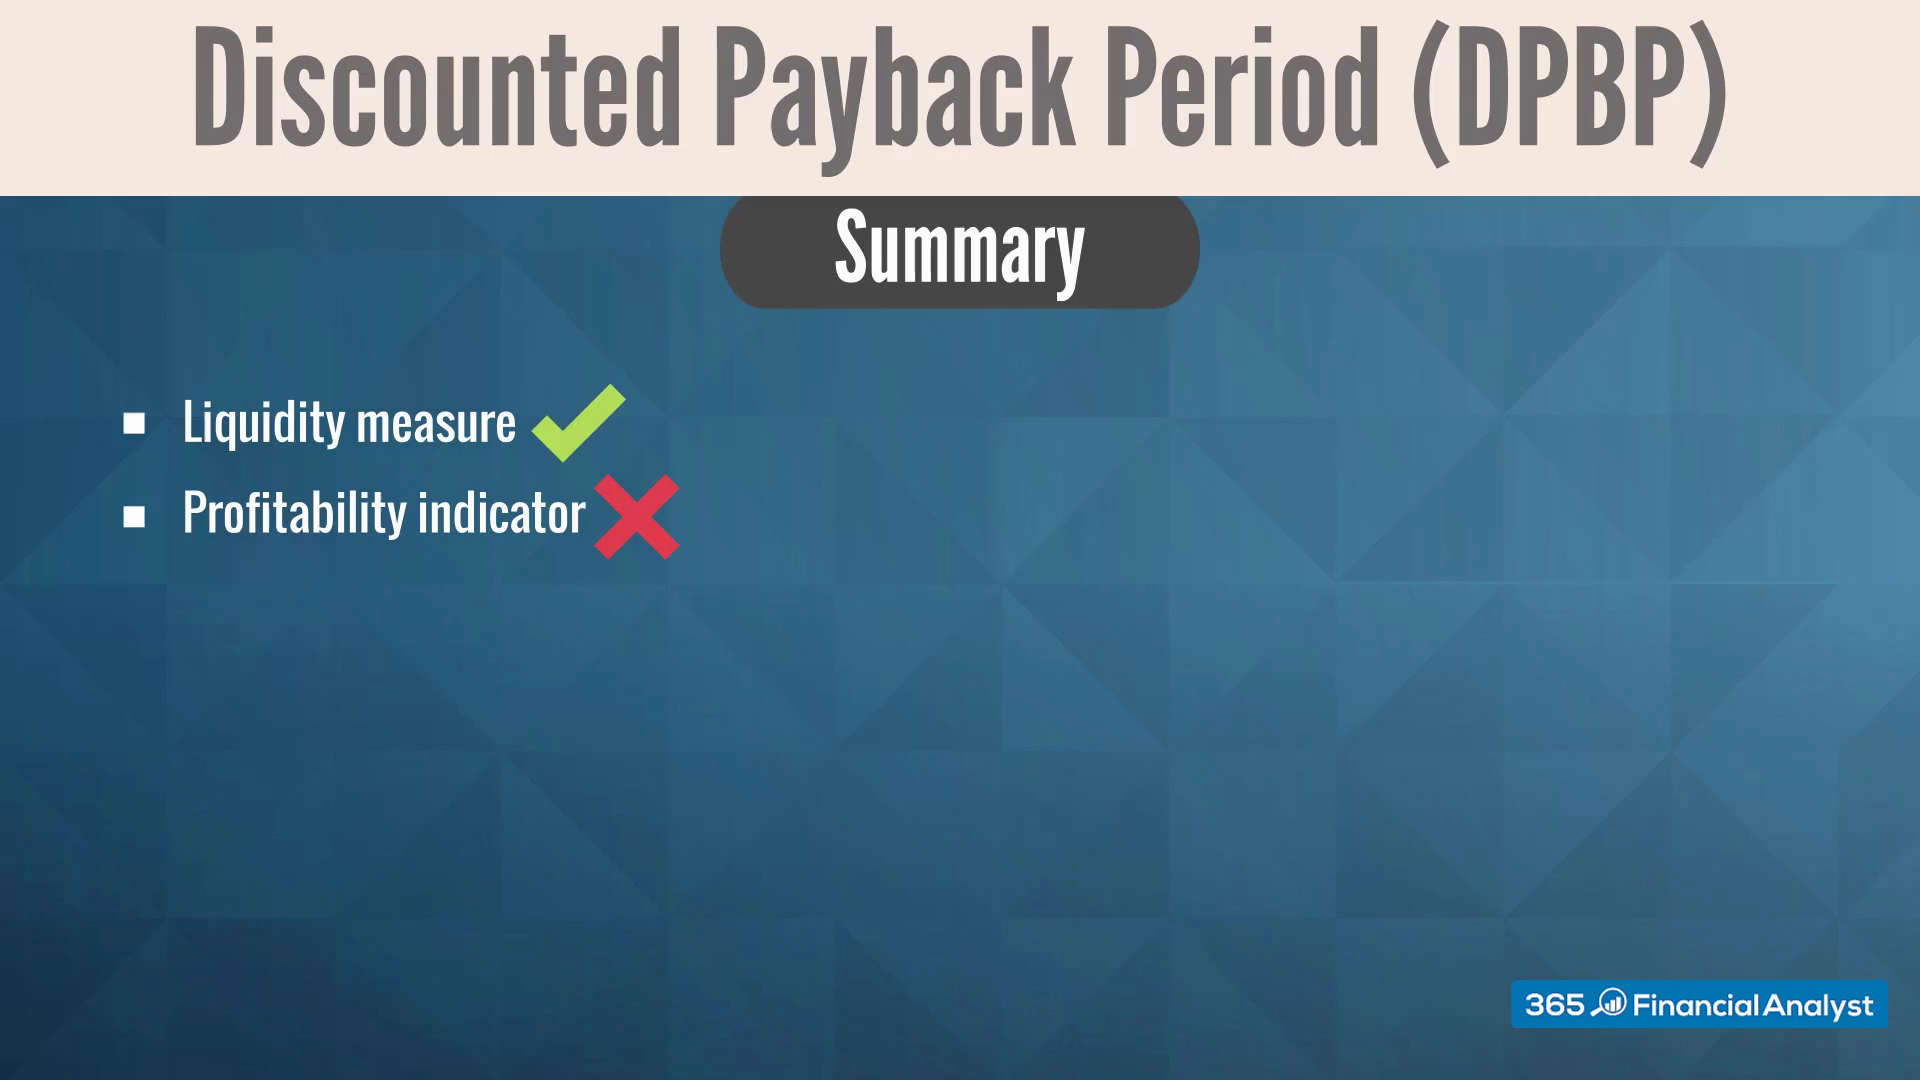 Discounted Payback Period (DPBP)
Summary
Liquidity measure
Profitability indicator
365 Financial Analyst